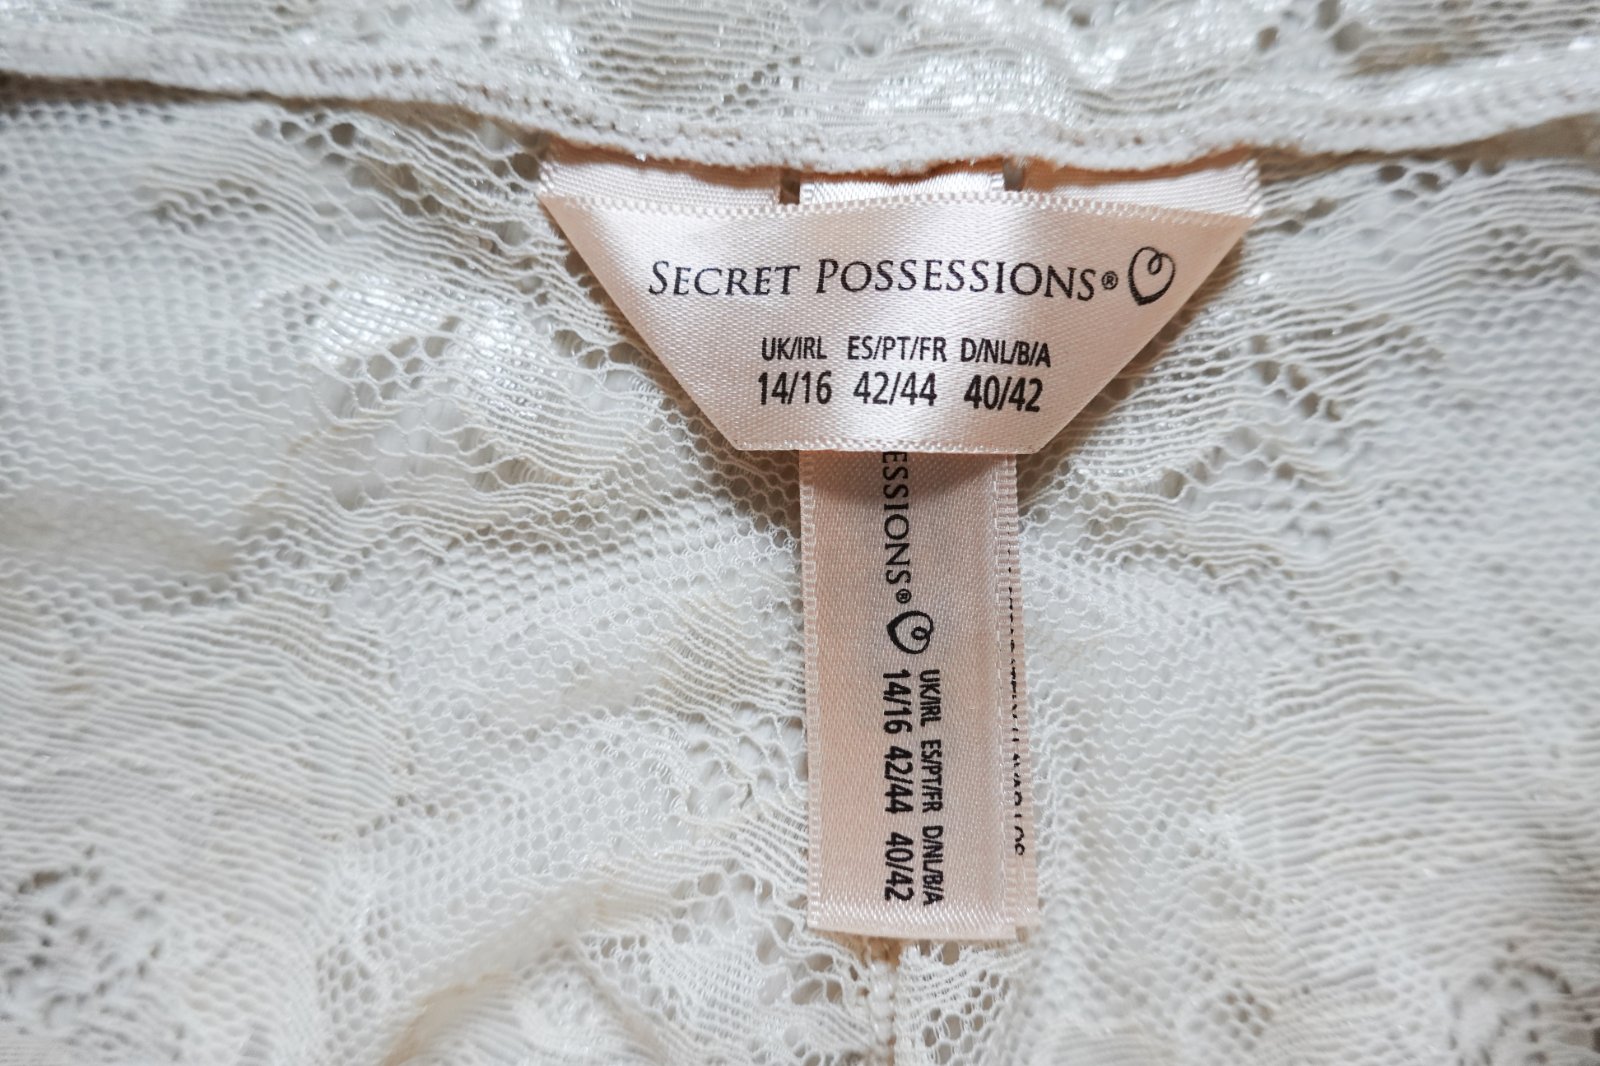 SECRET POSSESSIONS®
UK/IRL ES/PT/FR D/NL/B/A
14/16 42/44 40/42
ESSIONS®
UK/IRL ES/PT/FR D/NL/B/A
14/16 42/44 40/42